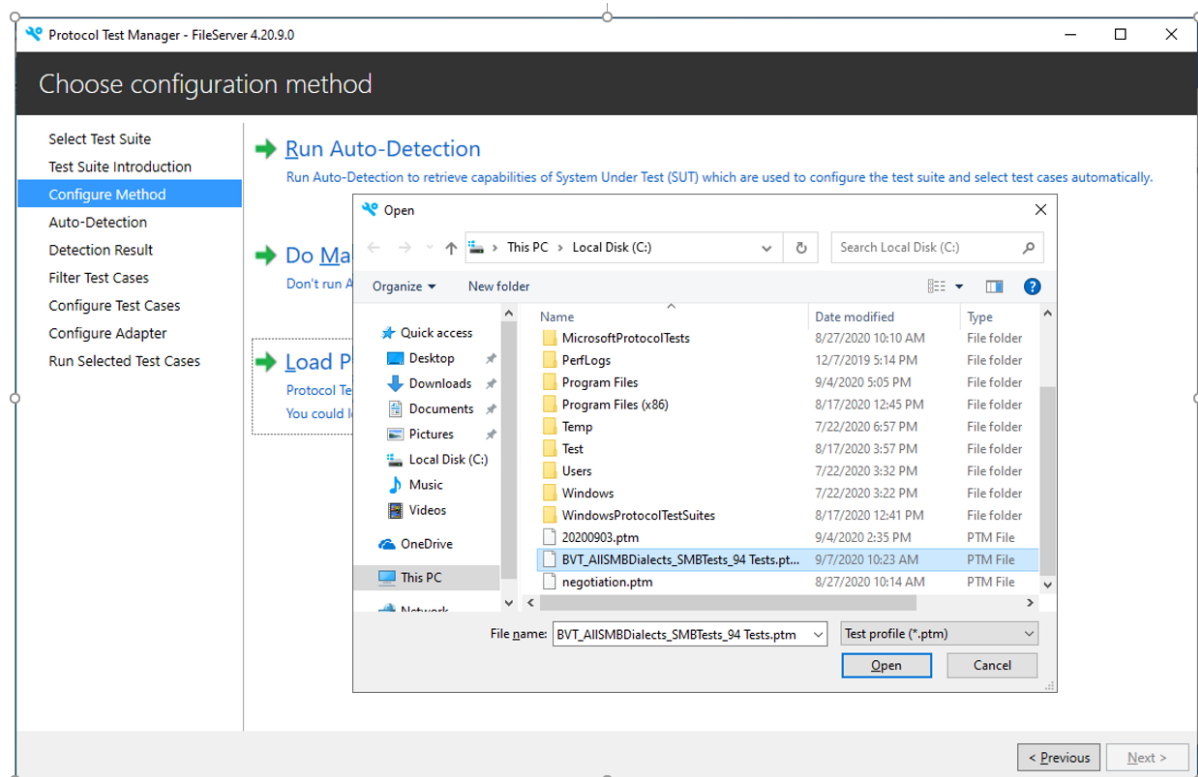 Protocol Test Manager - FileServer 4.20.9.0
Choose configuration method
Select Test Suite
Test Suite Introduction
Configure Method
Auto-Detection
Detection Result
Filter Test Cases
Configure Test Cases
Configure Adapter
Run Selected Test Cases
Run Auto-Detection
Run Auto-Detection to retrieve capabilities of System Under Test (SUT) which are used to configure the test suite and select test cases automatically.
Do Ma
Don't run A
Load P
Protocol Te
You could l
Open
This PC > Local Disk (C:)
Search Local Disk (C:)
Organize
New folder
?
Quick access
Desktop
Downloads
Documents
Pictures
Local Disk (C:)
Music
Videos
OneDrive
This PC
Network
Name Date modified Type
MicrosoftProtocolTests 8/27/2020 10:10 AM File folder
PerfLogs 12/7/2019 5:14 PM File folder
Program Files 9/4/2020 5:05 PM File folder
Program Files (x86) 8/17/2020 12:45 PM File folder
Temp 7/22/2020 6:57 PM File folder
Test 8/17/2020 3:57 PM File folder
Users 7/22/2020 3:32 PM File folder
Windows 7/22/2020 3:22 PM File folder
WindowsProtocolTestSuites 8/17/2020 12:41 PM File folder
20200903.ptm 9/4/2020 2:35 PM PTM File
BVT_AllSMBDialects_SMBTests_94 Tests.pt... 9/7/2020 10:23 AM PTM File
negotiation.ptm 8/27/2020 10:14 AM PTM File
File name: BVT_AllSMBDialects_SMBTests_94 Tests.ptm Test profile (*.ptm)
Open Cancel
< Previous Next >